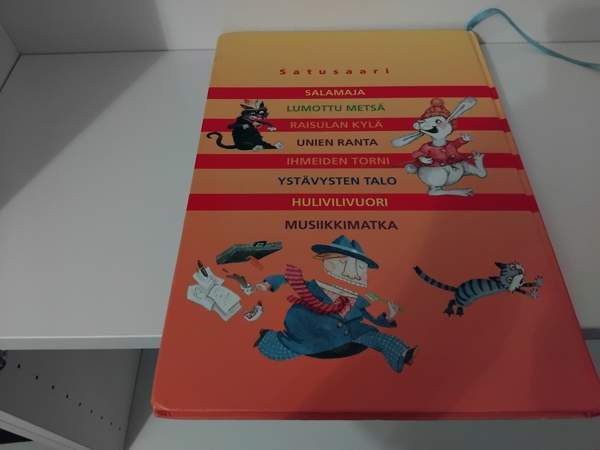 Satusaari
SALAMAJA
LUMOTTU METSÄ
RAISULAN KYLÄ
UNIEN RANTA
IHMEIDEN TORNI
YSTÄVYSTEN TALO
HULIVILIVUORI
MUSIIKKIMATKA